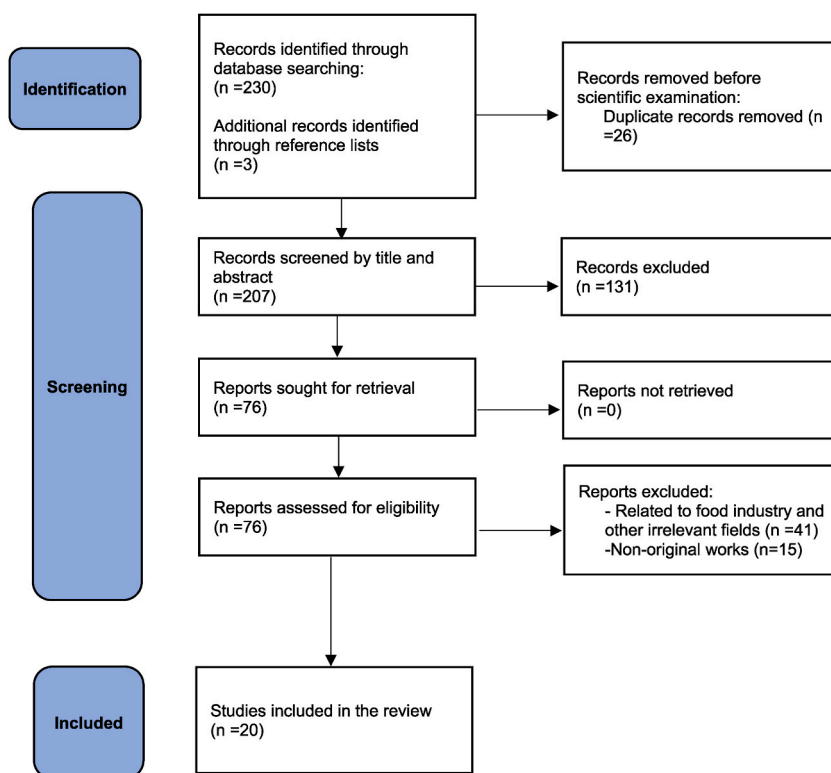 Identification
Records identified through
database searching:
(n =230)
Additional records identified
through reference lists
(n =3)
Records removed before
scientific examination:
Duplicate records removed (n
=26)
Screening
Records screened by title and
abstract
(n =207)
Records excluded
(n =131)
Reports sought for retrieval
(n =76)
Reports not retrieved
(n =0)
Reports assessed for eligibility
(n =76)
Reports excluded:
- Related to food industry and
other irrelevant fields (n =41)
-Non-original works (n=15)
Included
Studies included in the review
(n =20)